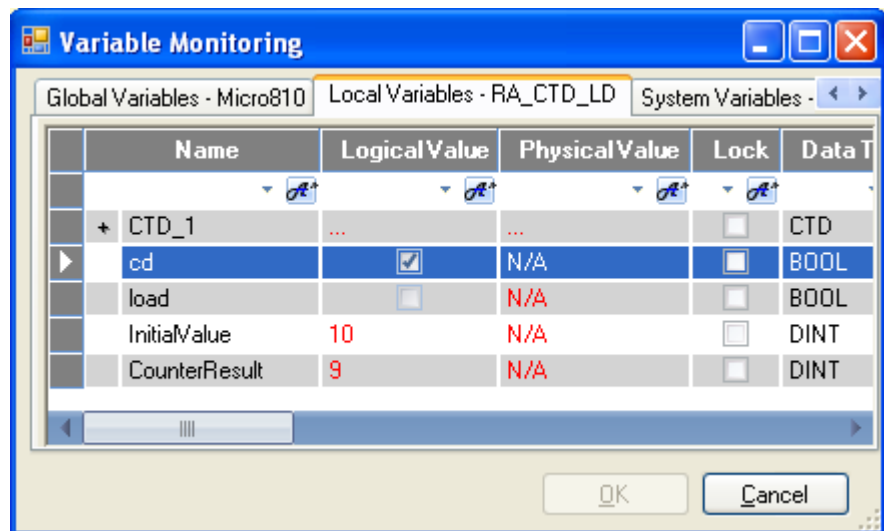 Variable Monitoring
Global Variables - Micro810 Local Variables - RA_CTD_LD System Variables -
Name Logical Value Physical Value Lock Data T
+ CTD_1 ... ... CTD
cd N/A BOOL
load N/A BOOL
InitialValue 10 N/A DINT
CounterResult 9 N/A DINT
OK Cancel